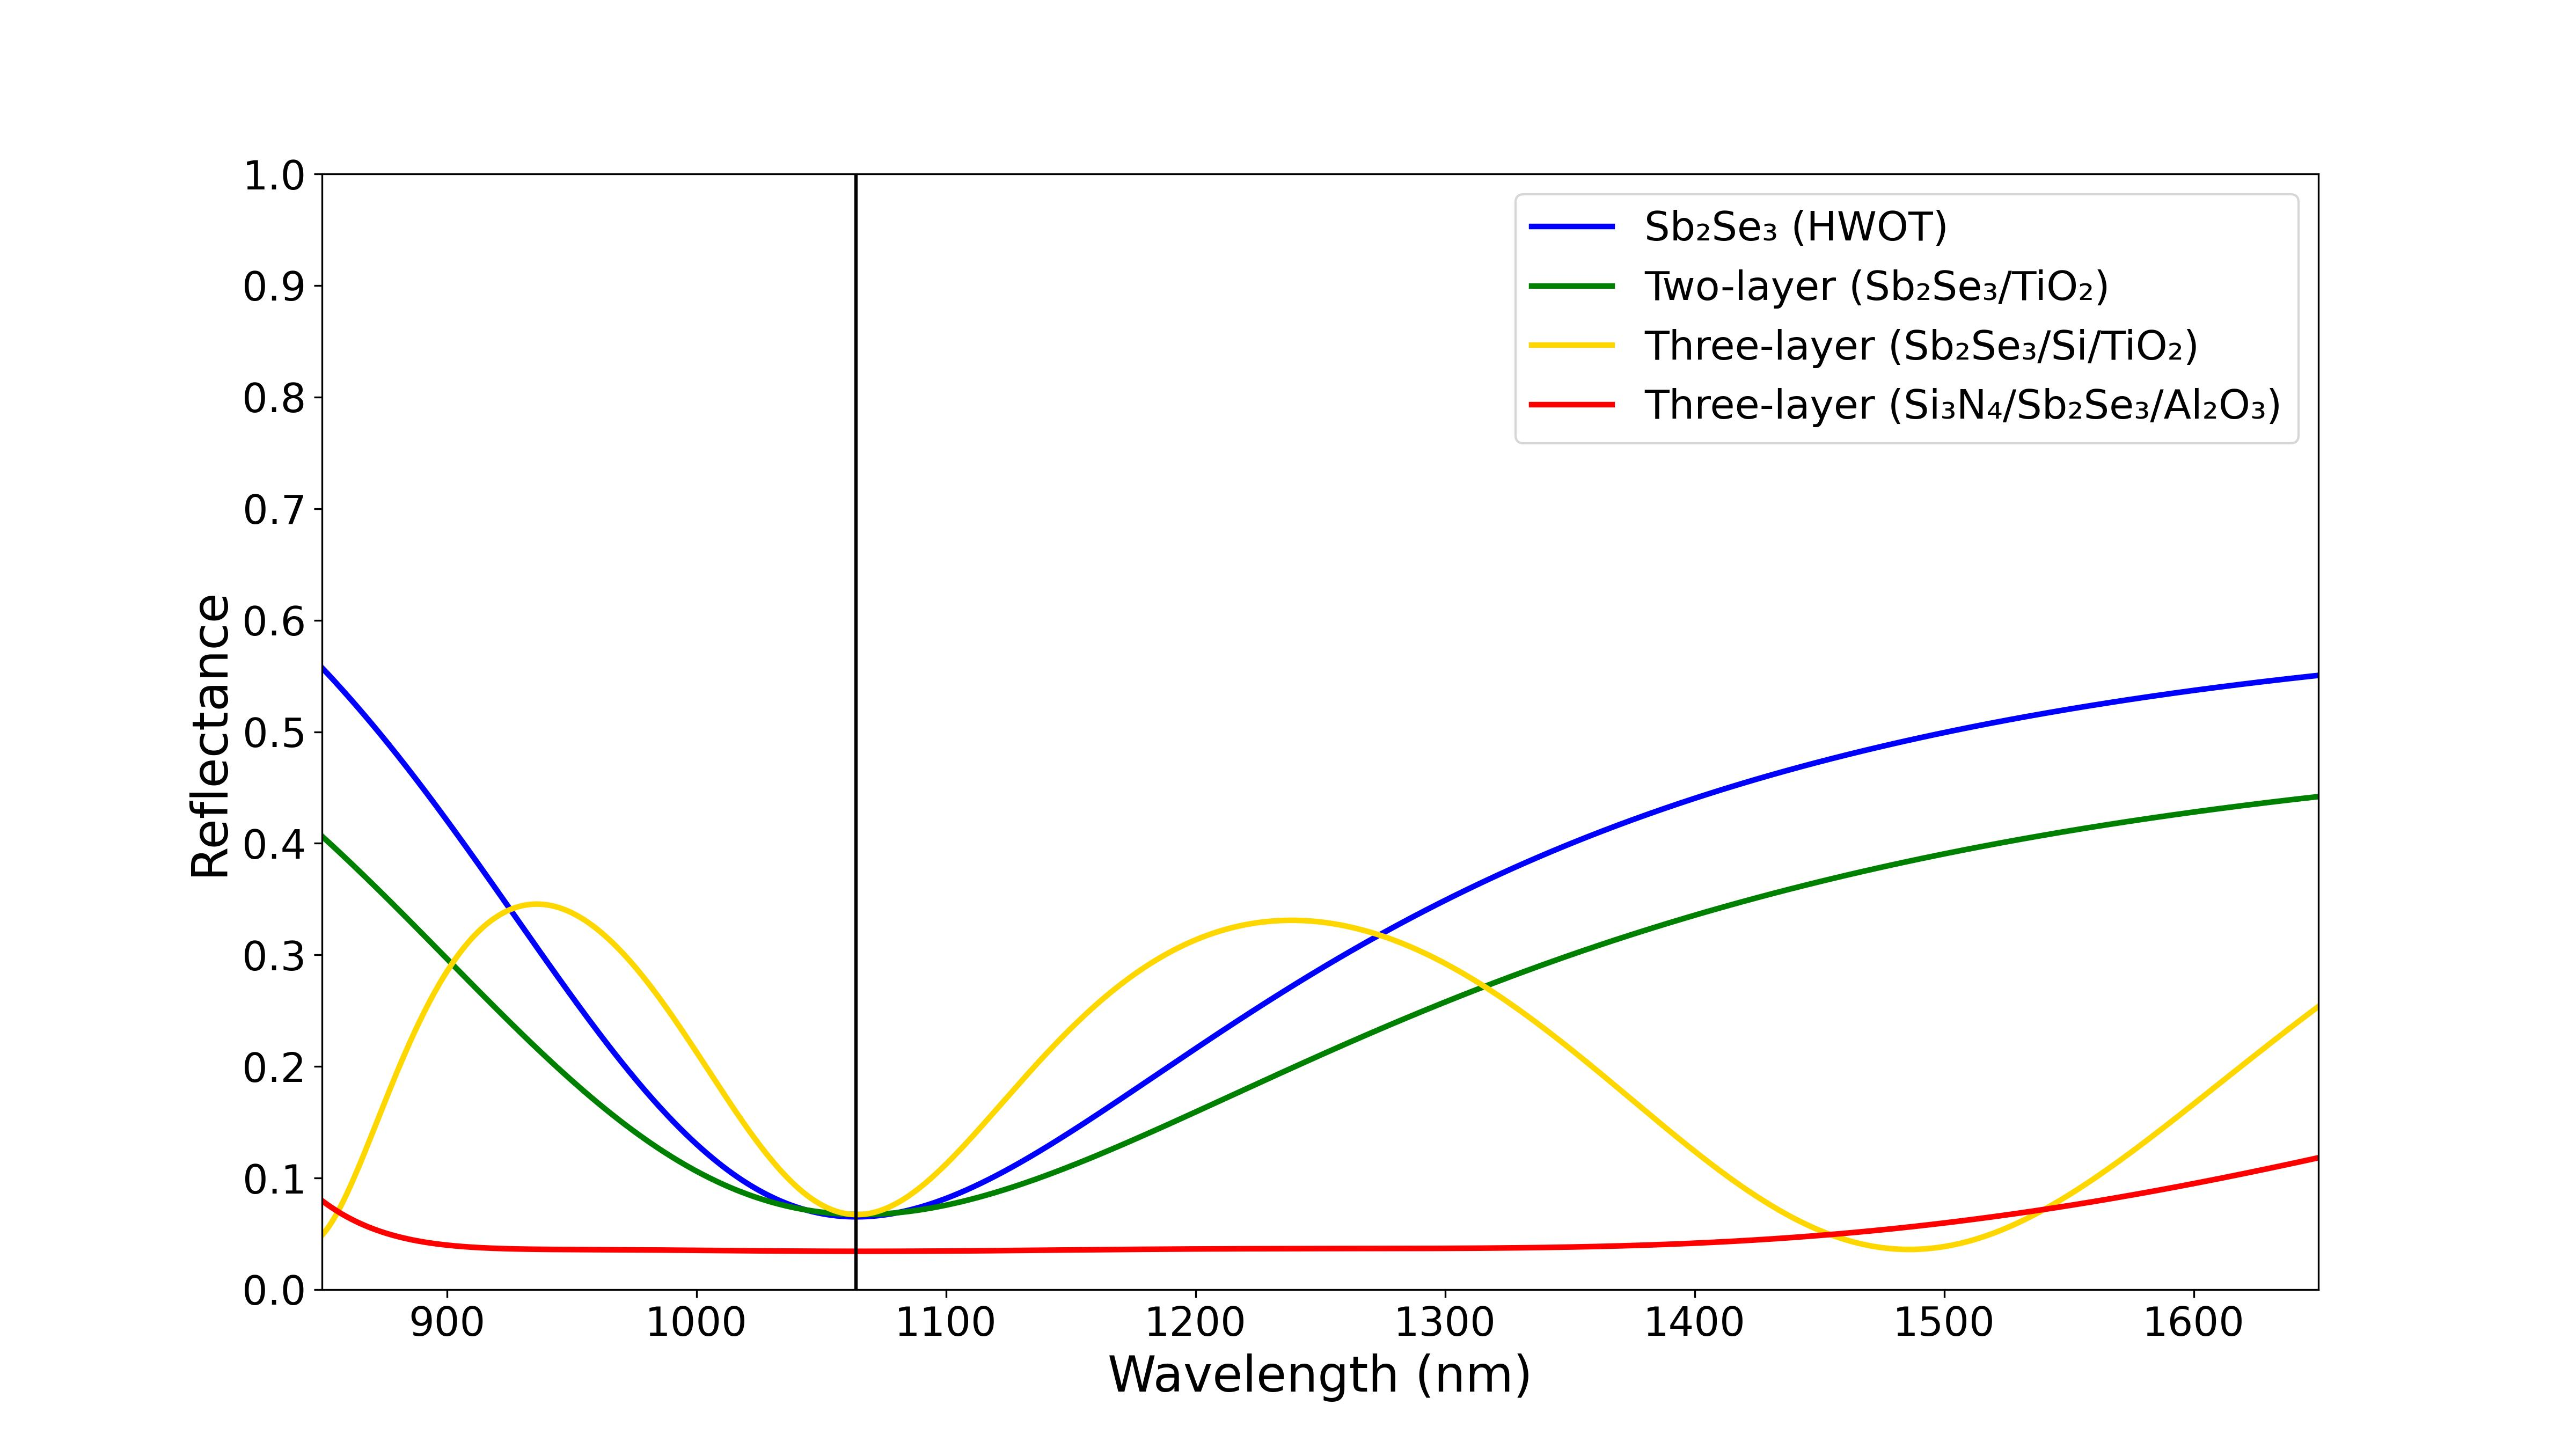 1.0
0.9
0.8
0.7
0.6
0.5
0.4
0.3
0.2
0.1
0.0
Reflectance
Sb₂Se₃ (HWOT)
Two-layer (Sb₂Se₃/TiO₂)
Three-layer (Sb₂Se₃/Si/TiO₂)
Three-layer (Si₃N₄/Sb₂Se₃/Al₂O₃)
900 1000 1100 1200 1300 1400 1500 1600
Wavelength (nm)